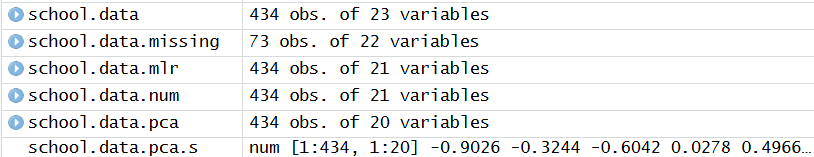 school.data 434 obs. of 23 variables
school.data.missing 73 obs. of 22 variables
school.data.mlr 434 obs. of 21 variables
school.data.num 434 obs. of 21 variables
school.data.pca 434 obs. of 20 variables
school.data.pca.s num [1:434, 1:20] -0.9026 -0.3244 -0.6042 0.0278 0.4966…